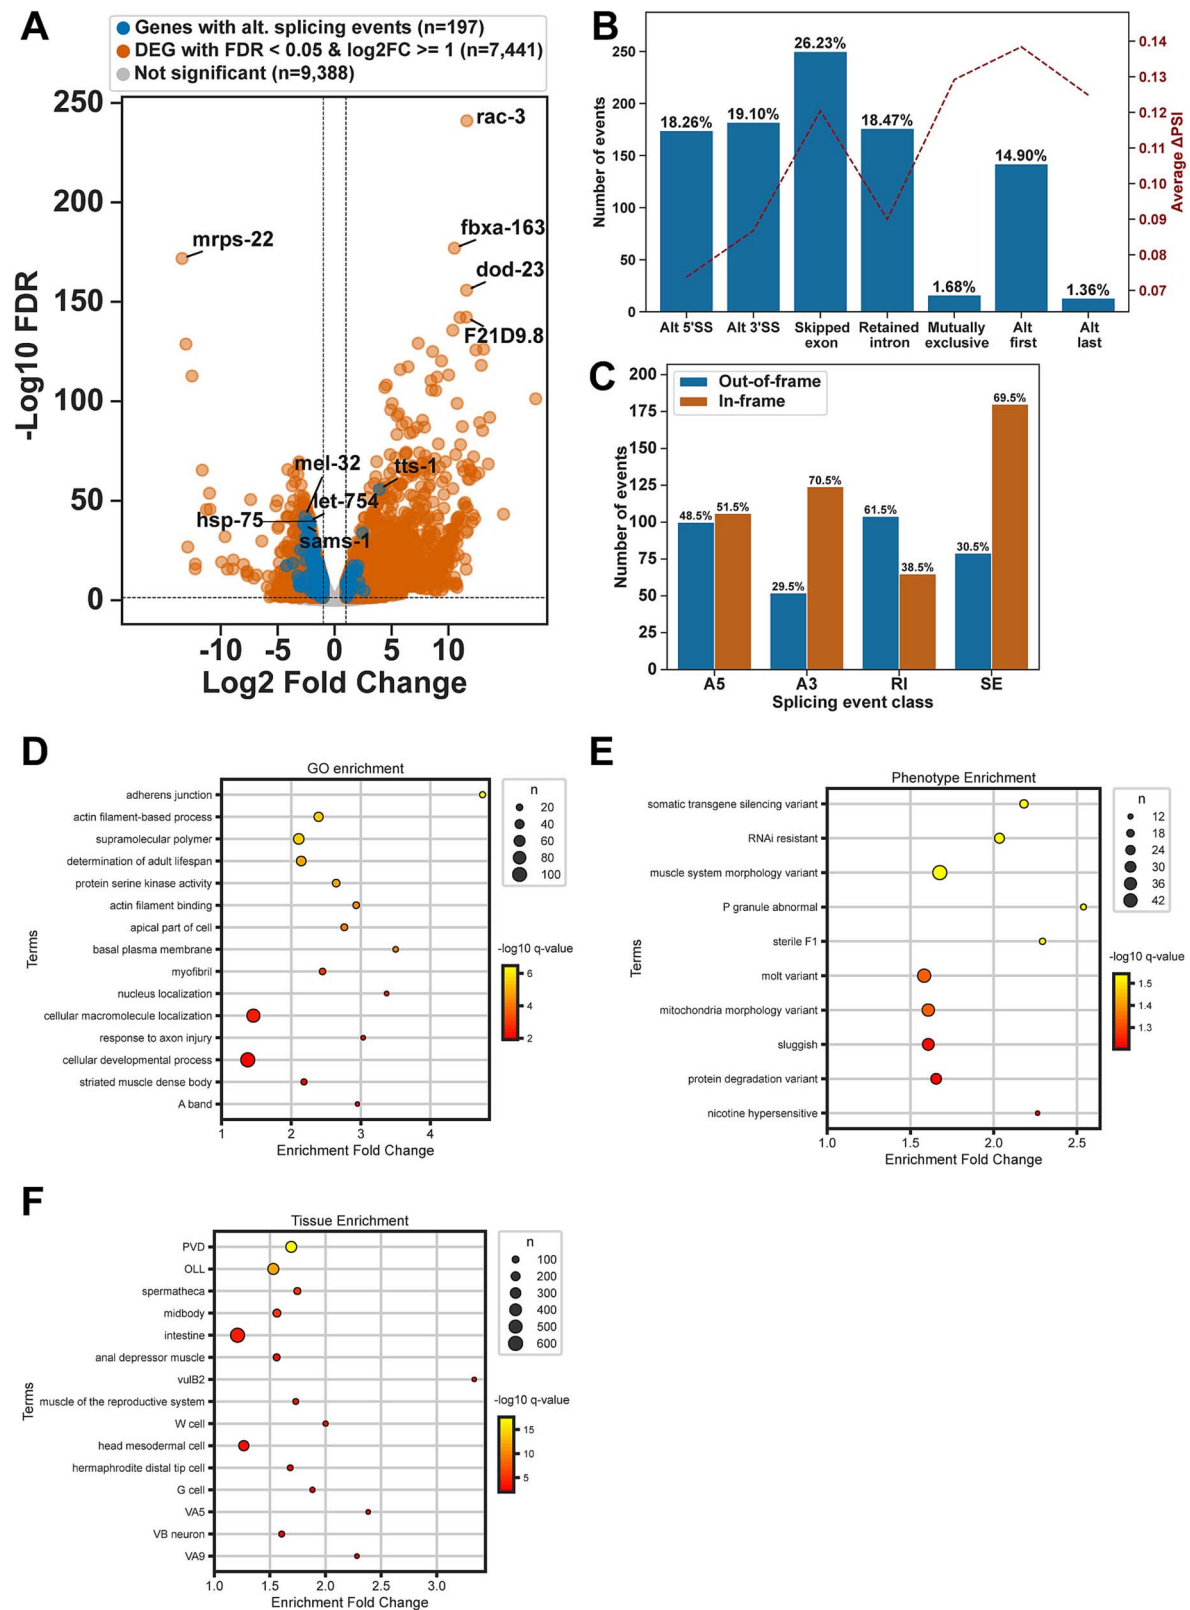 A
Genes with alt. splicing events (n=197)
DEG with FDR < 0.05 & log2FC >= 1 (n=7,441)
Not significant (n=9,388)
250
200
150
100
50
0
-Log10 FDR
rac-3
fbxa-163
mrps-22
dod-23
F21D9.8
mel-32
tts-1
let-754
hsp-75
sams-1
-10
-5
0
5
10
Log2 Fold Change
B
250
200
150
100
50
0
Number of events
18.26%
19.10%
26.23%
18.47%
1.68%
14.90%
1.36%
0.14
0.13
0.12
0.11
0.10
0.09
0.08
0.07
Average ΔPSI
Alt 5'SS
Alt 3'SS
Skipped
exon
Retained
intron
Mutually
exclusive
Alt
first
Alt
last
C
200
175
150
125
100
75
50
25
0
Number of events
Out-of-frame
In-frame
48.5%
51.5%
29.5%
70.5%
61.5%
38.5%
30.5%
69.5%
A5
A3
RI
SE
Splicing event class
D
GO enrichment
Terms
adherens junction
actin filament-based process
supramolecular polymer
determination of adult lifespan
protein serine kinase activity
actin filament binding
apical part of cell
basal plasma membrane
myofibril
nucleus localization
cellular macromolecule localization
response to axon injury
cellular developmental process
striated muscle dense body
A band
1
2
3
4
Enrichment Fold Change
n
20
40
60
80
100
-log10 q-value
6
4
2
E
Phenotype Enrichment
Terms
somatic transgene silencing variant
RNAi resistant
muscle system morphology variant
P granule abnormal
sterile F1
molt variant
mitochondria morphology variant
sluggish
protein degradation variant
nicotine hypersensitive
1.0
1.5
2.0
2.5
Enrichment Fold Change
n
12
18
24
30
36
42
-log10 q-value
1.5
1.4
1.3
F
Tissue Enrichment
Terms
PVD
OLL
spermatheca
midbody
intestine
anal depressor muscle
vulB2
muscle of the reproductive system
W cell
head mesodermal cell
hermaphrodite distal tip cell
G cell
VA5
VB neuron
VA9
1.0
1.5
2.0
2.5
3.0
Enrichment Fold Change
n
100
200
300
400
500
600
-log10 q-value
15
10
5